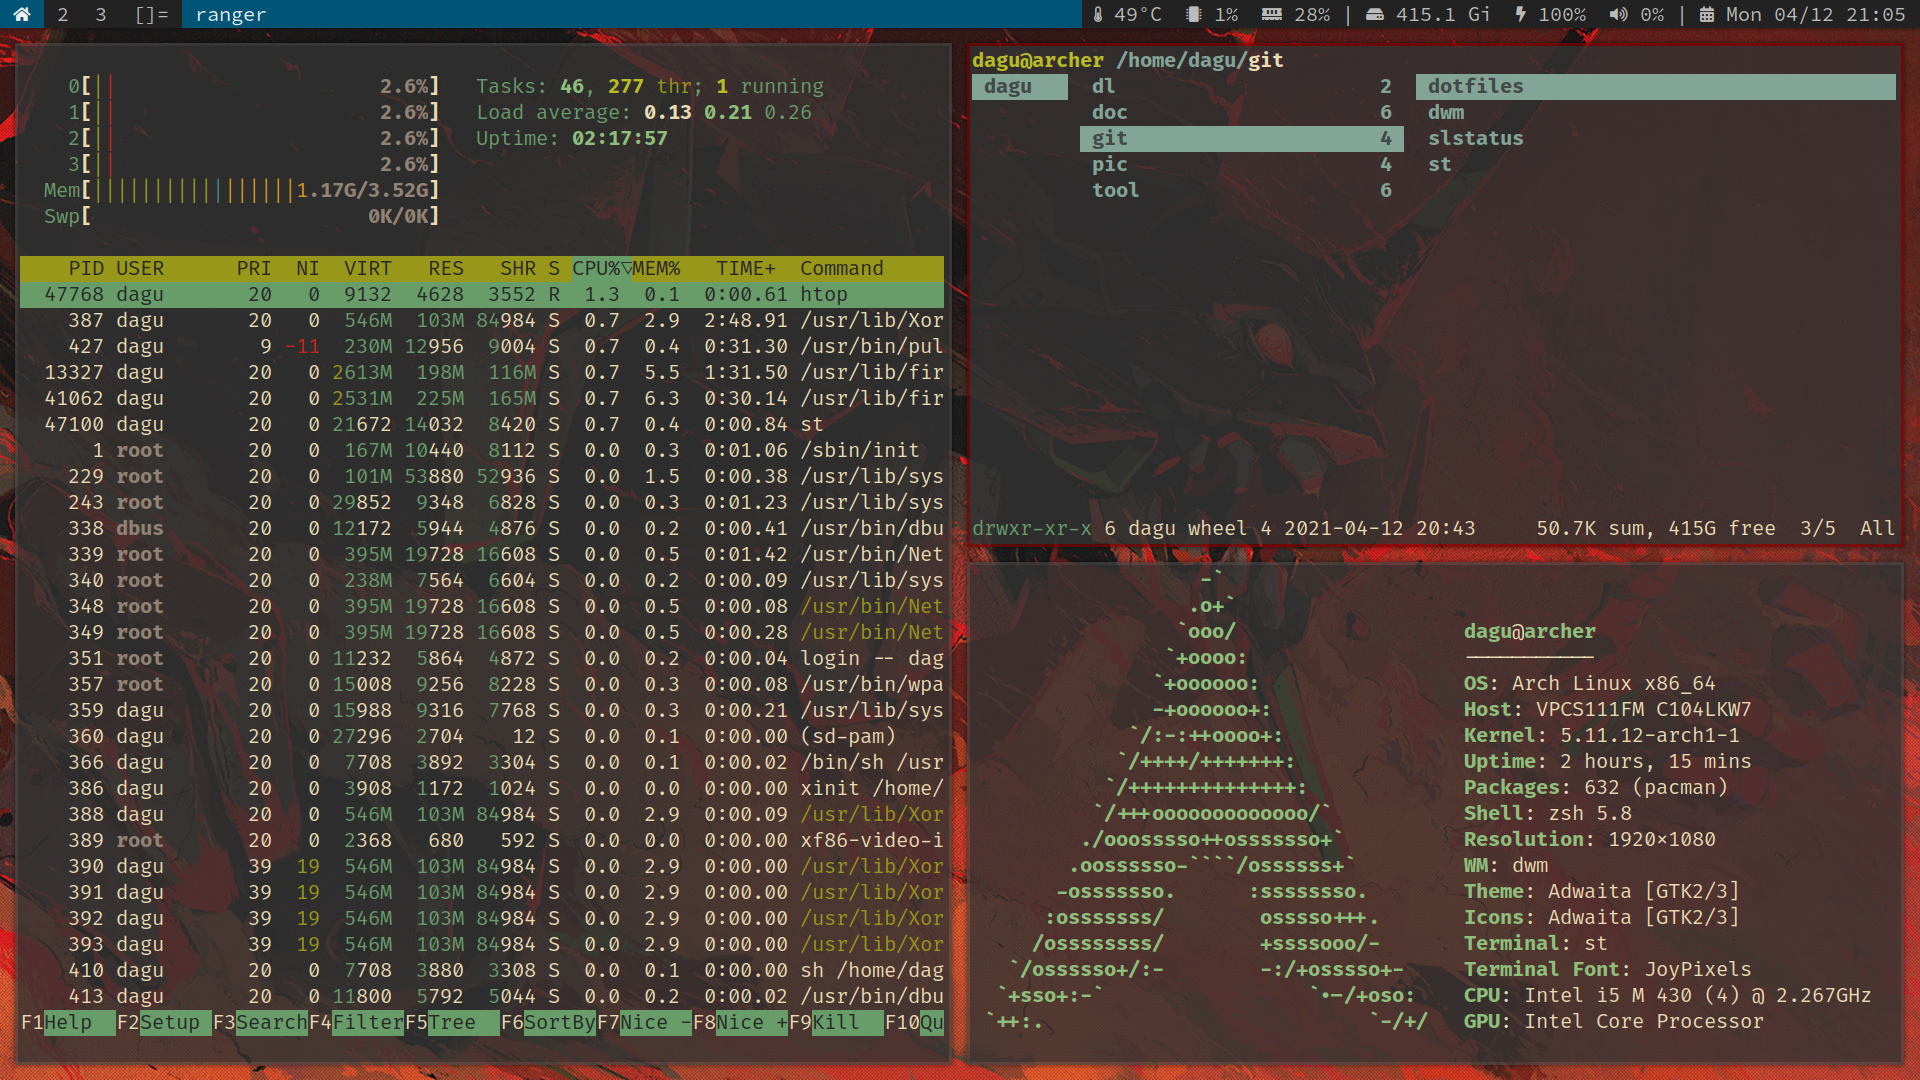 2 3 []= ranger 49°C 1% 28% | 415.1 Gi 100% 0% | Mon 04/12 21:05
0[|| 2.6%] Tasks: 46, 277 thr; 1 running
1[|| 2.6%] Load average: 0.13 0.21 0.26
2[|| 2.6%] Uptime: 02:17:57
3[|| 2.6%]
Mem[|||||||||||||||||1.17G/3.52G]
Swp[ 0K/0K]
PID USER PRI NI VIRT RES SHR S CPU%▽MEM% TIME+ Command
47768 dagu 20 0 9132 4628 3552 R 1.3 0.1 0:00.61 htop
387 dagu 20 0 546M 103M 84984 S 0.7 2.9 2:48.91 /usr/lib/Xor
427 dagu 9 -11 230M 12956 9004 S 0.7 0.4 0:31.30 /usr/bin/pul
13327 dagu 20 0 2613M 198M 116M S 0.7 5.5 1:31.50 /usr/lib/fir
41062 dagu 20 0 2531M 225M 165M S 0.7 6.3 0:30.14 /usr/lib/fir
47100 dagu 20 0 21672 14032 8420 S 0.7 0.4 0:00.84 st
1 root 20 0 167M 10440 8112 S 0.0 0.3 0:01.06 /sbin/init
229 root 20 0 101M 53880 52936 S 0.0 1.5 0:00.38 /usr/lib/sys
243 root 20 0 29852 9348 6828 S 0.0 0.3 0:01.23 /usr/lib/sys
338 dbus 20 0 12172 5944 4876 S 0.0 0.2 0:00.41 /usr/bin/dbu
339 root 20 0 395M 19728 16608 S 0.0 0.5 0:01.42 /usr/bin/Net
340 root 20 0 238M 7564 6604 S 0.0 0.2 0:00.09 /usr/lib/sys
348 root 20 0 395M 19728 16608 S 0.0 0.5 0:00.08 /usr/bin/Net
349 root 20 0 395M 19728 16608 S 0.0 0.5 0:00.28 /usr/bin/Net
351 root 20 0 11232 5864 4872 S 0.0 0.2 0:00.04 login -- dag
357 root 20 0 15008 9256 8228 S 0.0 0.3 0:00.08 /usr/bin/wpa
359 dagu 20 0 15988 9316 7768 S 0.0 0.3 0:00.21 /usr/lib/sys
360 dagu 20 0 27296 2704 12 S 0.0 0.1 0:00.00 (sd-pam)
366 dagu 20 0 7708 3892 3304 S 0.0 0.1 0:00.02 /bin/sh /usr
386 dagu 20 0 3908 1172 1024 S 0.0 0.0 0:00.00 xinit /home/
388 dagu 20 0 546M 103M 84984 S 0.0 2.9 0:00.09 /usr/lib/Xor
389 root 20 0 2368 680 592 S 0.0 0.0 0:00.00 xf86-video-i
390 dagu 39 19 546M 103M 84984 S 0.0 2.9 0:00.00 /usr/lib/Xor
391 dagu 39 19 546M 103M 84984 S 0.0 2.9 0:00.00 /usr/lib/Xor
392 dagu 39 19 546M 103M 84984 S 0.0 2.9 0:00.00 /usr/lib/Xor
393 dagu 39 19 546M 103M 84984 S 0.0 2.9 0:00.00 /usr/lib/Xor
410 dagu 20 0 7708 3880 3308 S 0.0 0.1 0:00.00 sh /home/dag
413 dagu 20 0 11800 5792 5044 S 0.0 0.2 0:00.02 /usr/bin/dbu
F1Help F2Setup F3SearchF4FilterF5Tree F6SortByF7Nice -F8Nice +F9Kill F10Qu
dagu@archer /home/dagu/git
dagu dl 2 dotfiles
doc 6 dwm
git 4 slstatus
pic 4 st
tool 6
drwxr-xr-x 6 dagu wheel 4 2021-04-12 20:43 50.7K sum, 415G free 3/5 All
-`
.o+`
`ooo/ dagu@archer
`+oooo: -----------
`+oooooo: OS: Arch Linux x86_64
-+oooooo+: Host: VPCS111FM C104LKW7
`/:-:++oooo+: Kernel: 5.11.12-arch1-1
`/++++/+++++++: Uptime: 2 hours, 15 mins
`/++++++++++++++: Packages: 632 (pacman)
`/+++ooooooooooooo/` Shell: zsh 5.8
./ooosssso++osssssso+` Resolution: 1920×1080
.oossssso-````/ossssss+` WM: dwm
-osssssso. :ssssssso. Theme: Adwaita [GTK2/3]
:osssssss/ osssso+++. Icons: Adwaita [GTK2/3]
/ossssssss/ +ssssooo/- Terminal: st
`/ossssso+/:- -:/+osssso+- Terminal Font: JoyPixels
`+sso+:-` `.-/+oso: CPU: Intel i5 M 430 (4) @ 2.267GHz
`++:. `-/+/ GPU: Intel Core Processor